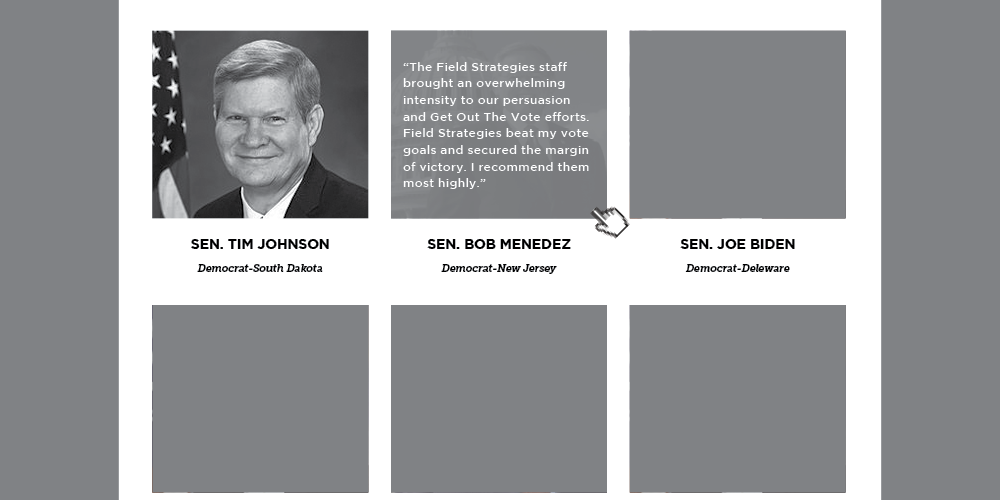 “The Field Strategies staff
brought an overwhelming
intensity to our persuasion
and Get Out The Vote efforts.
Field Strategies beat my vote
goals and secured the margin
of victory. I recommend them
most highly.”
SEN. TIM JOHNSON
Democrat-South Dakota
SEN. BOB MENEDEZ
Democrat-New Jersey
SEN. JOE BIDEN
Democrat-Deleware